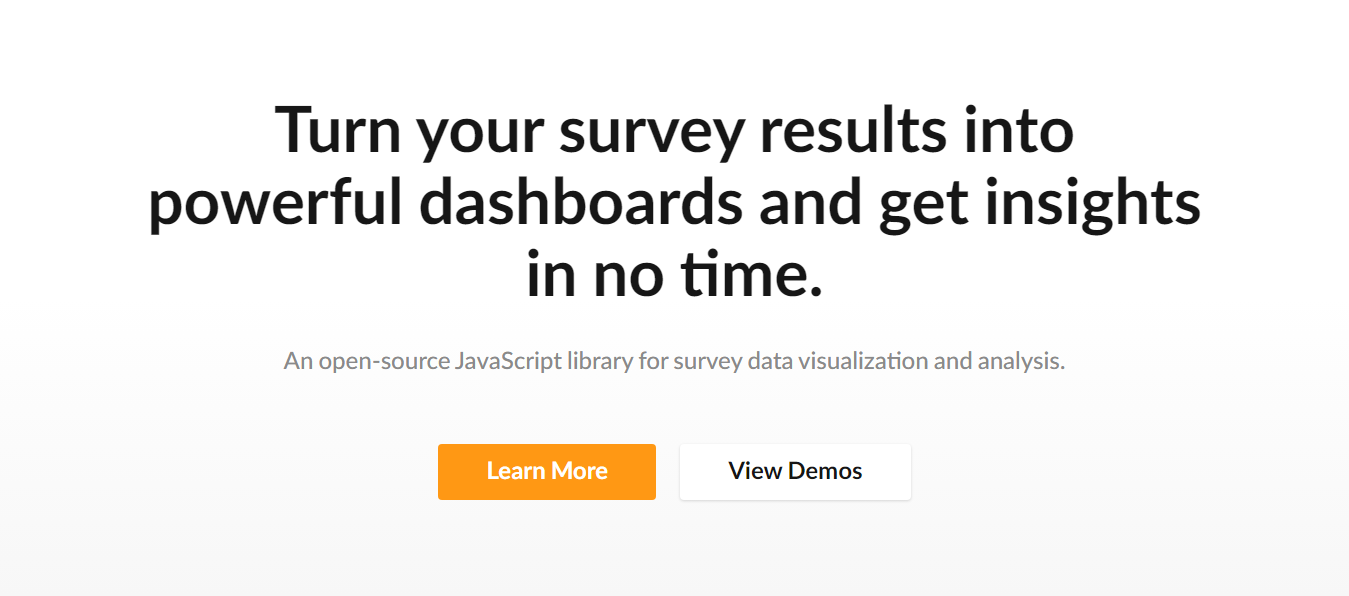 Turn your survey results into
powerful dashboards and get insights
in no time.
An open-source JavaScript library for survey data visualization and analysis.
Learn More
View Demos